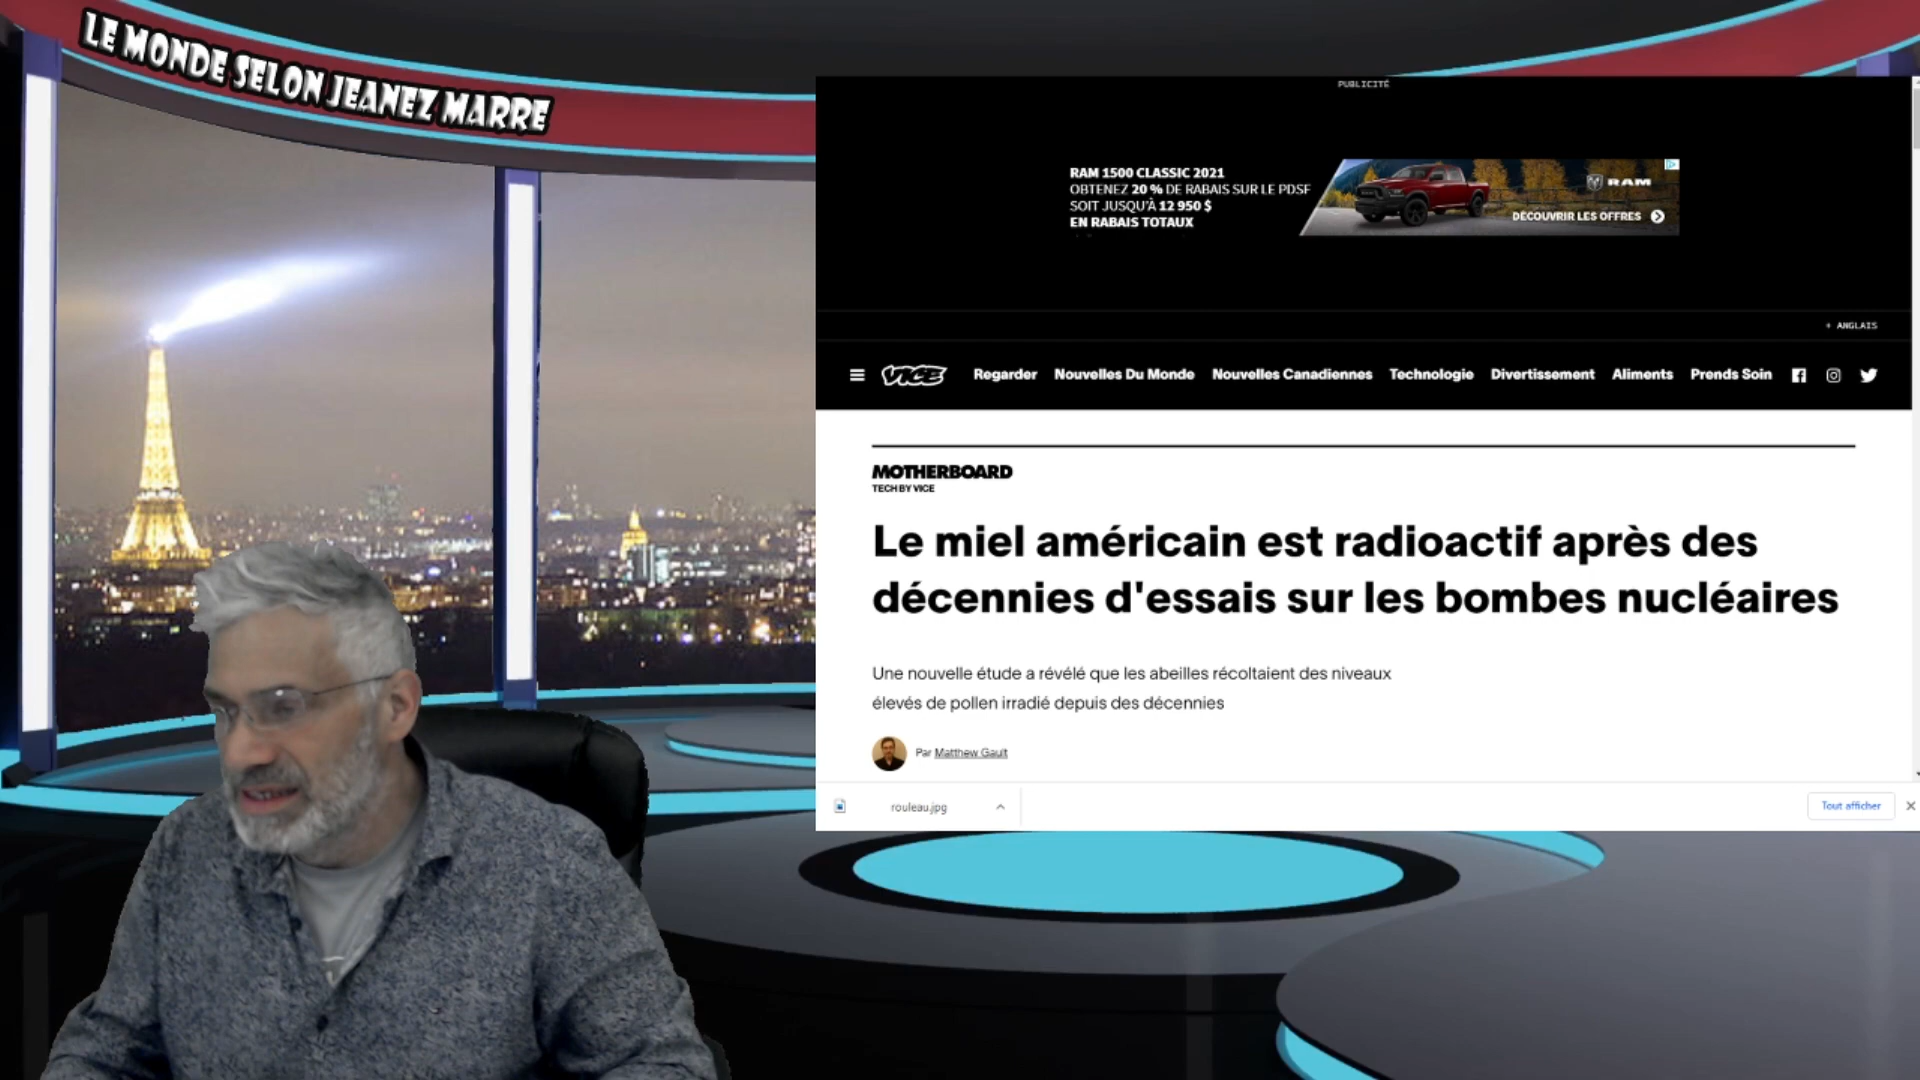 LE MONDE SELON JEANEZ MARRE
PUBLICITÉ
RAM 1500 CLASSIC 2021
OBTENEZ 20 % DE RABAIS SUR LE PDSF
SOIT JUSQU'À 12 950 $
EN RABAIS TOTAUX
RAM
DÉCOUVRIR LES OFFRES
+ ANGLAIS
VICE Regarder Nouvelles Du Monde Nouvelles Canadiennes Technologie Divertissement Aliments Prends Soin
MOTHERBOARD
TECH BY VICE
Le miel américain est radioactif après des
décennies d'essais sur les bombes nucléaires
Une nouvelle étude a révélé que les abeilles récoltaient des niveaux
élevés de pollen irradié depuis des décennies
Par Matthew Gault
rouleau.jpg
Tout afficher